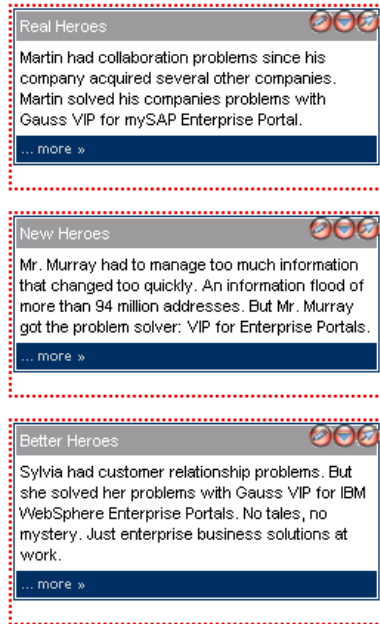 Real Heroes
Martin had collaboration problems since his
company acquired several other companies.
Martin solved his companies problems with
Gauss VIP for mySAP Enterprise Portal.
... more »
New Heroes
Mr. Murray had to manage too much information
that changed too quickly. An information flood of
more than 94 million addresses. But Mr. Murray
got the problem solver: VIP for Enterprise Portals.
... more »
Better Heroes
Sylvia had customer relationship problems. But
she solved her problems with Gauss VIP for IBM
WebSphere Enterprise Portals. No tales, no
mystery. Just enterprise business solutions at
work.
... more »